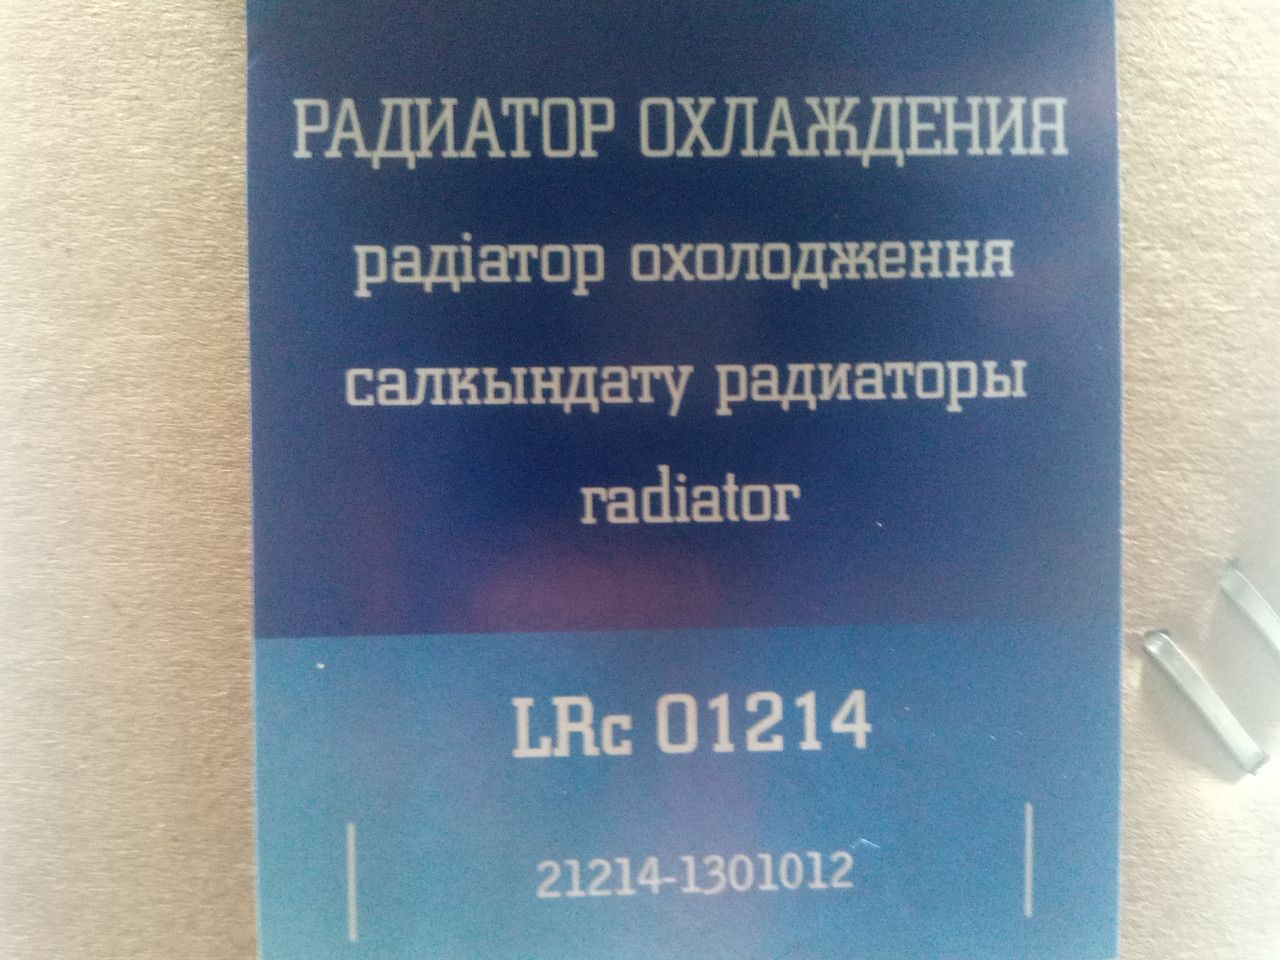 РАДИАТОР ОХЛАЖДЕНИЯ
радіатор охолодження
салкындату радиаторы
radiator
LRc 01214
21214-1301012